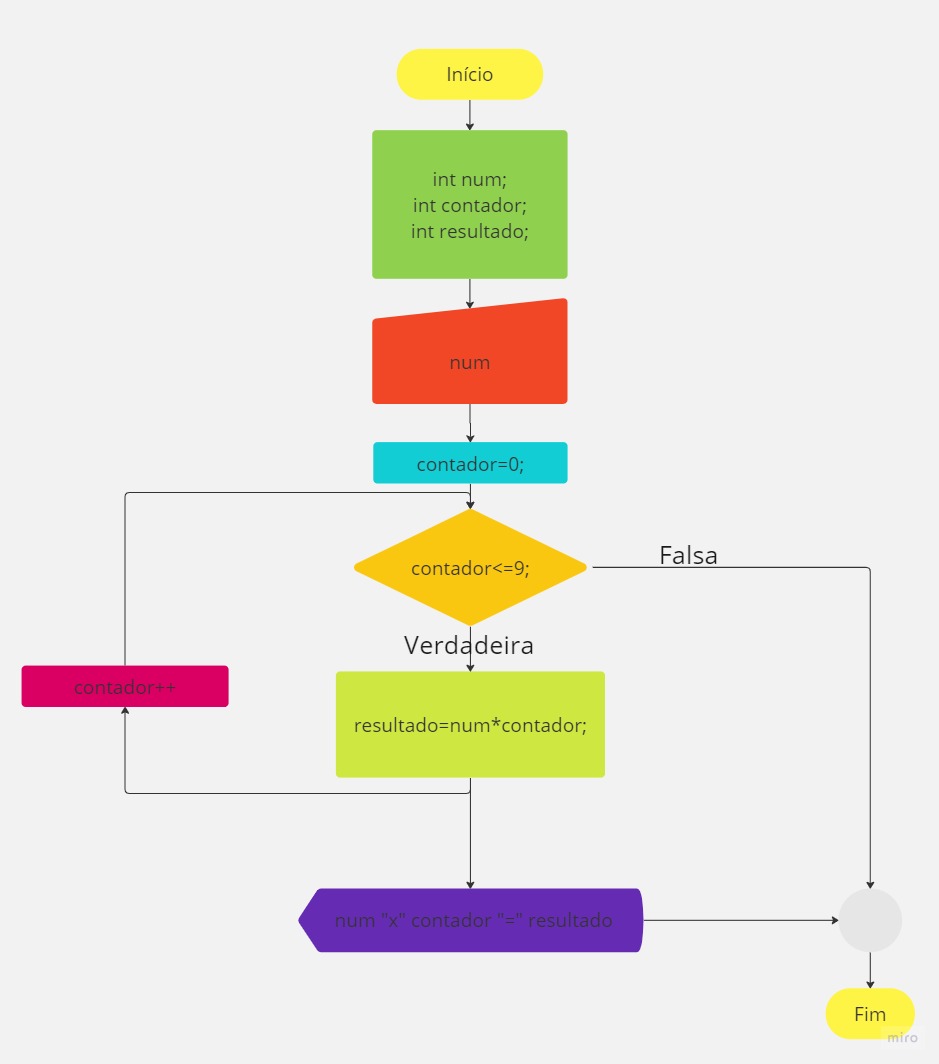 Início
int num;
int contador;
int resultado;
num
contador=0;
contador<=9;
Falsa
Verdadeira
contador++
resultado=num*contador;
num "x" contador "=" resultado
Fim
miro